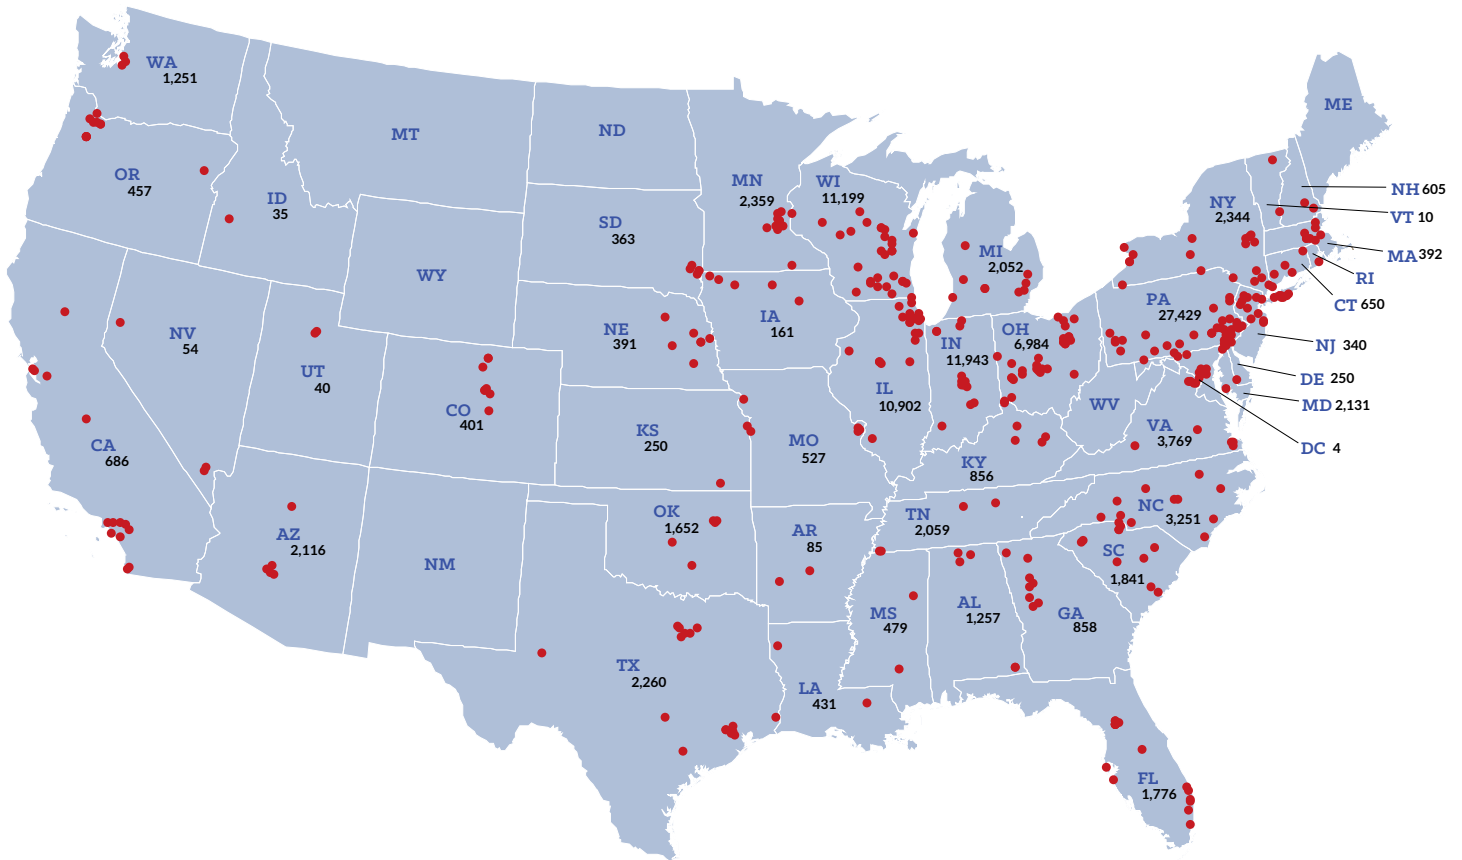 WA
1,251
OR
457
ID
35
MT
ND
MN
2,359
WI
11,199
ME
NH 605
VT 10
NY
2,344
MA 392
RI
CT 650
SD
363
WY
MI
2,052
PA
27,429
NJ 340
DE 250
MD 2,131
DC 4
NV
54
UT
40
CO
401
NE
391
IA
161
IL
10,902
IN
11,943
OH
6,984
WV
VA
3,769
CA
686
KS
250
MO
527
KY
856
AZ
2,116
NM
OK
1,652
AR
85
TN
2,059
NC
3,251
SC
1,841
MS
479
AL
1,257
GA
858
TX
2,260
LA
431
FL
1,776